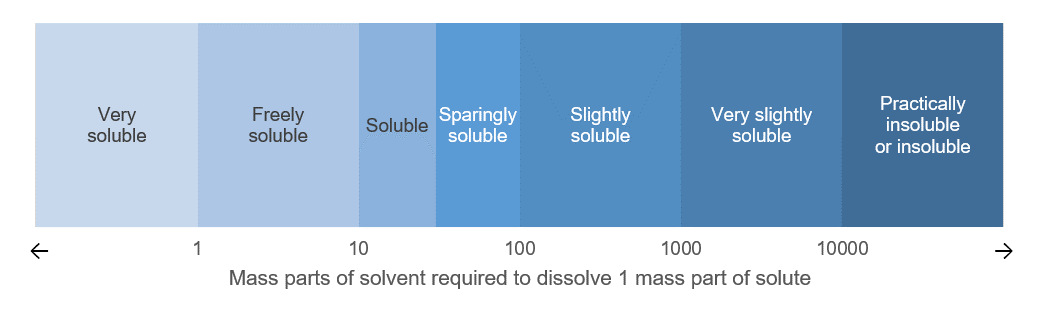 Very
soluble
Freely
soluble
Soluble
Sparingly
soluble
Slightly
soluble
Very slightly
soluble
Practically
insoluble
or insoluble
1 10 100 1000 10000
Mass parts of solvent required to dissolve 1 mass part of solute